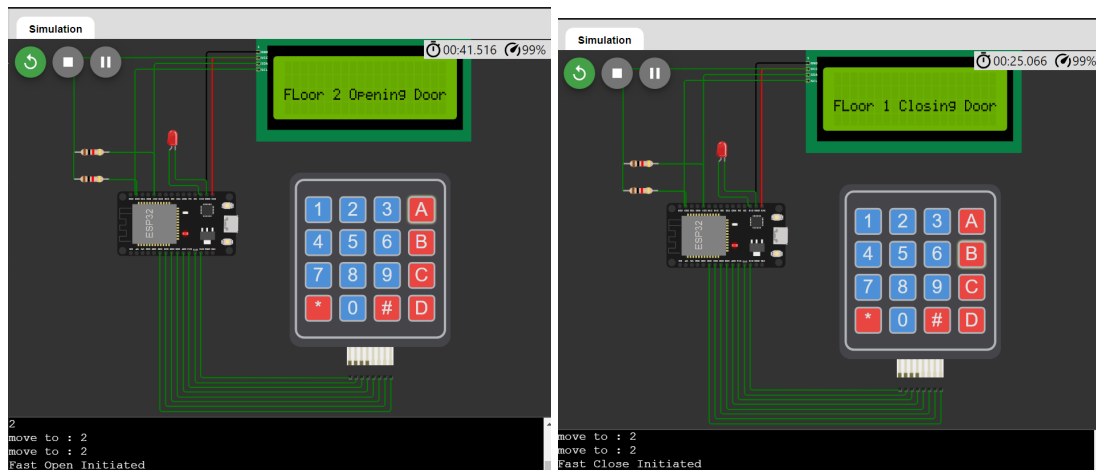 Simulation
00:41.516 99%
FLoor 2 Opening Door
ESP32
1 2 3 A
4 5 6 B
7 8 9 C
* 0 # D
2
move to : 2
move to : 2
Fast Open Initiated
Simulation
00:25.066 99%
FLoor 1 Closing Door
ESP32
1 2 3 A
4 5 6 B
7 8 9 C
* 0 # D
move to : 2
move to : 2
Fast Close Initiated